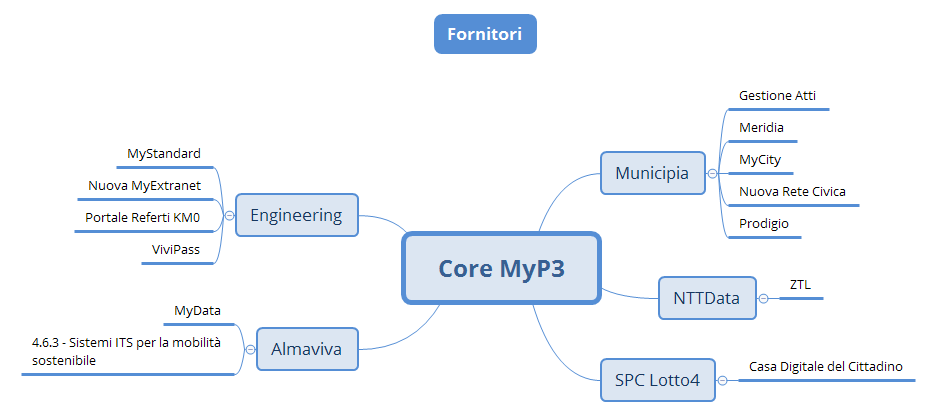 Fornitori
Core MyP3
Engineering
MyStandard
Nuova MyExtranet
Portale Referti KM0
ViviPass
Almaviva
MyData
4.6.3 - Sistemi ITS per la mobilità
sostenibile
Municipia
Gestione Atti
Meridia
MyCity
Nuova Rete Civica
Prodigio
NTTData
ZTL
SPC Lotto4
Casa Digitale del Cittadino